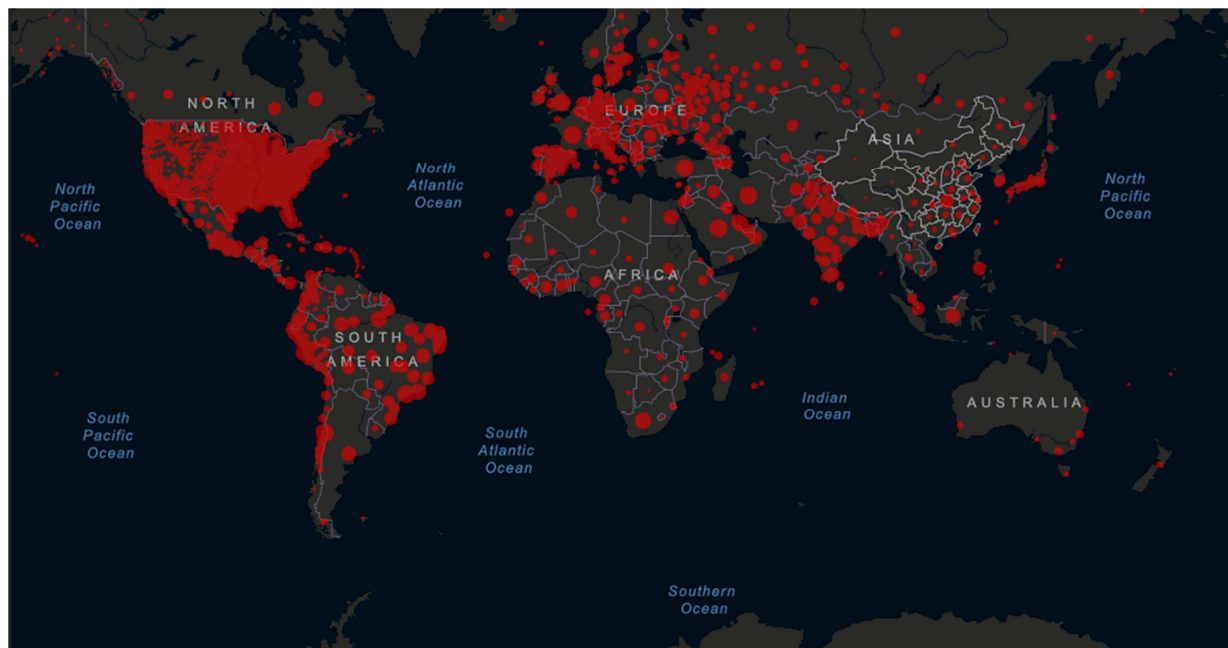 NORTH
AMERICA
EUROPE
ASIA
North
Atlantic
Ocean
North
Pacific
Ocean
North
Pacific
Ocean
AFRICA
SOUTH
AMERICA
AUSTRALIA
Indian
Ocean
South
Pacific
Ocean
South
Atlantic
Ocean
Southern
Ocean